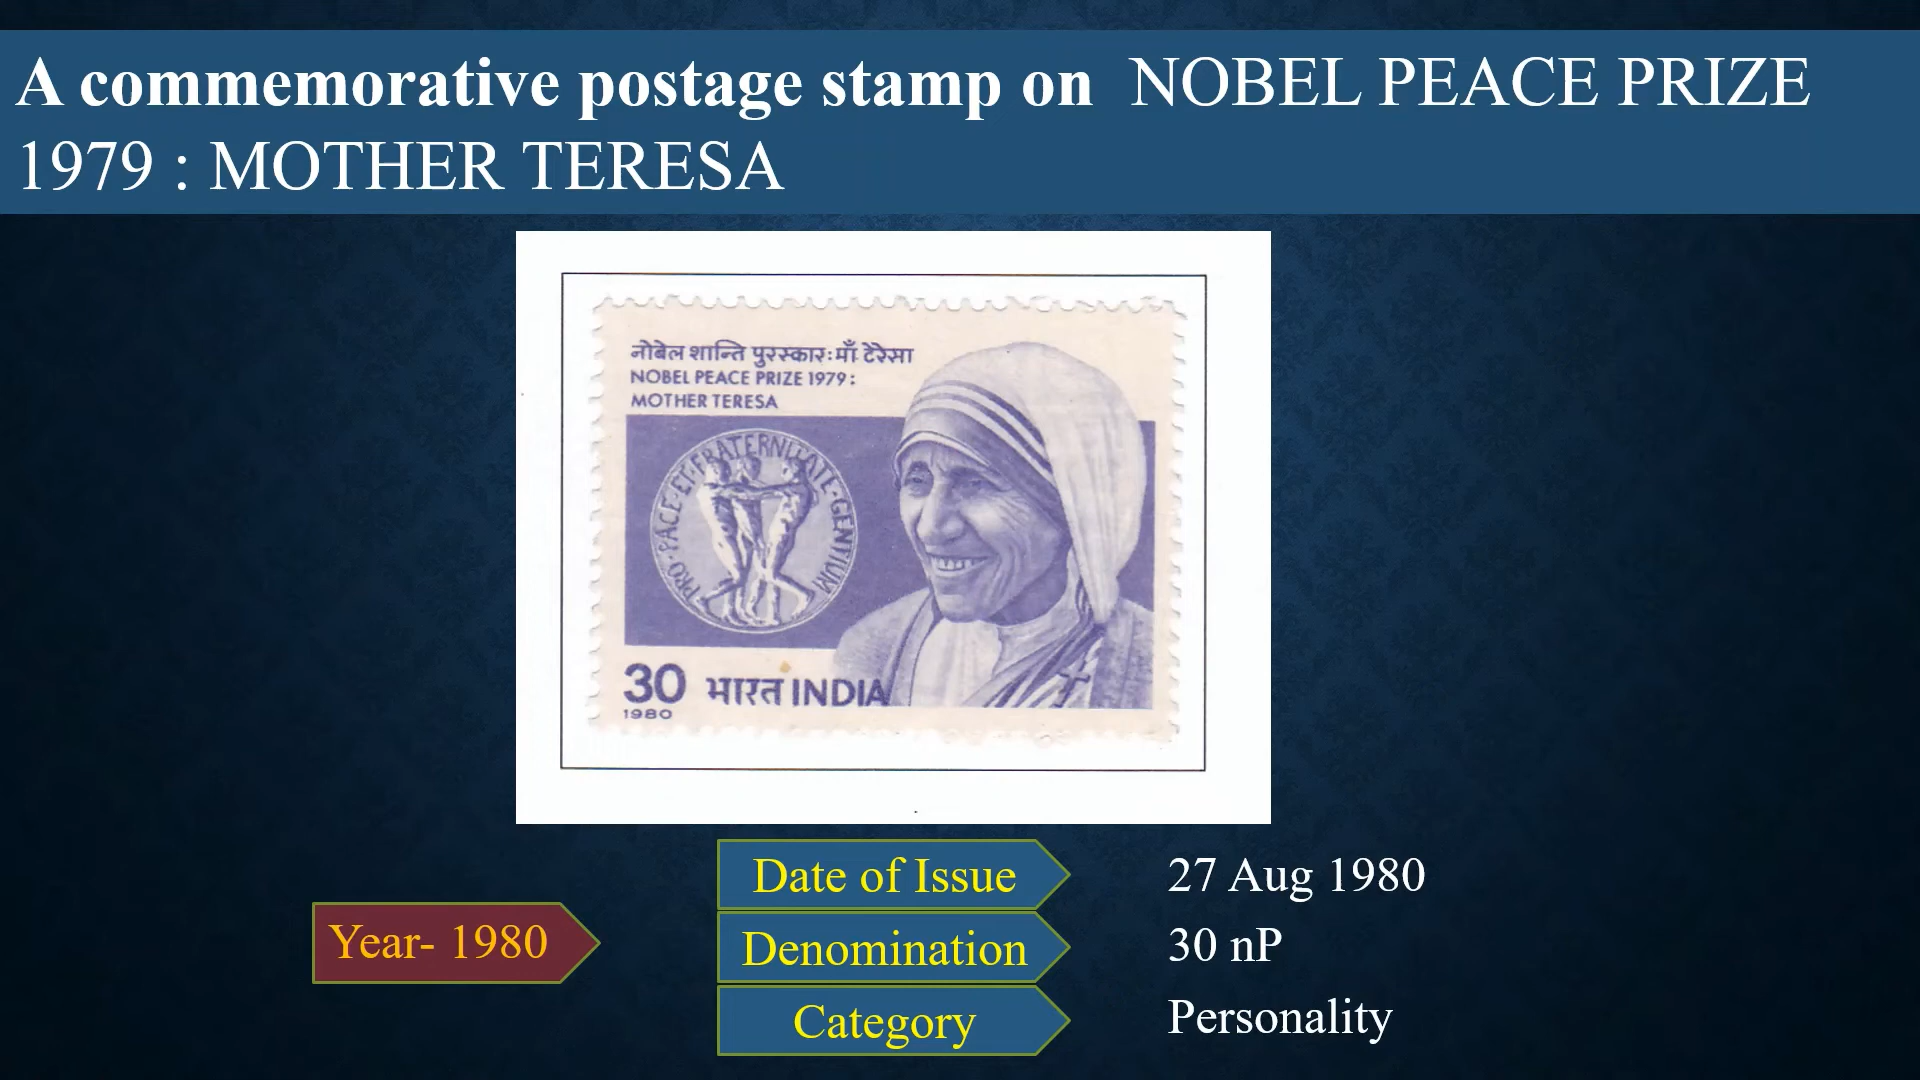 A commemorative postage stamp on NOBEL PEACE PRIZE
1979 : MOTHER TERESA
नोबेल शान्ति पुरस्कार: माँ टेरेसा
NOBEL PEACE PRIZE 1979 :
MOTHER TERESA
PRO·PACE·ET·FRATERNITATE·GENTIUM
30 भारत INDIA
1980
Year- 1980
Date of Issue 27 Aug 1980
Denomination 30 nP
Category Personality